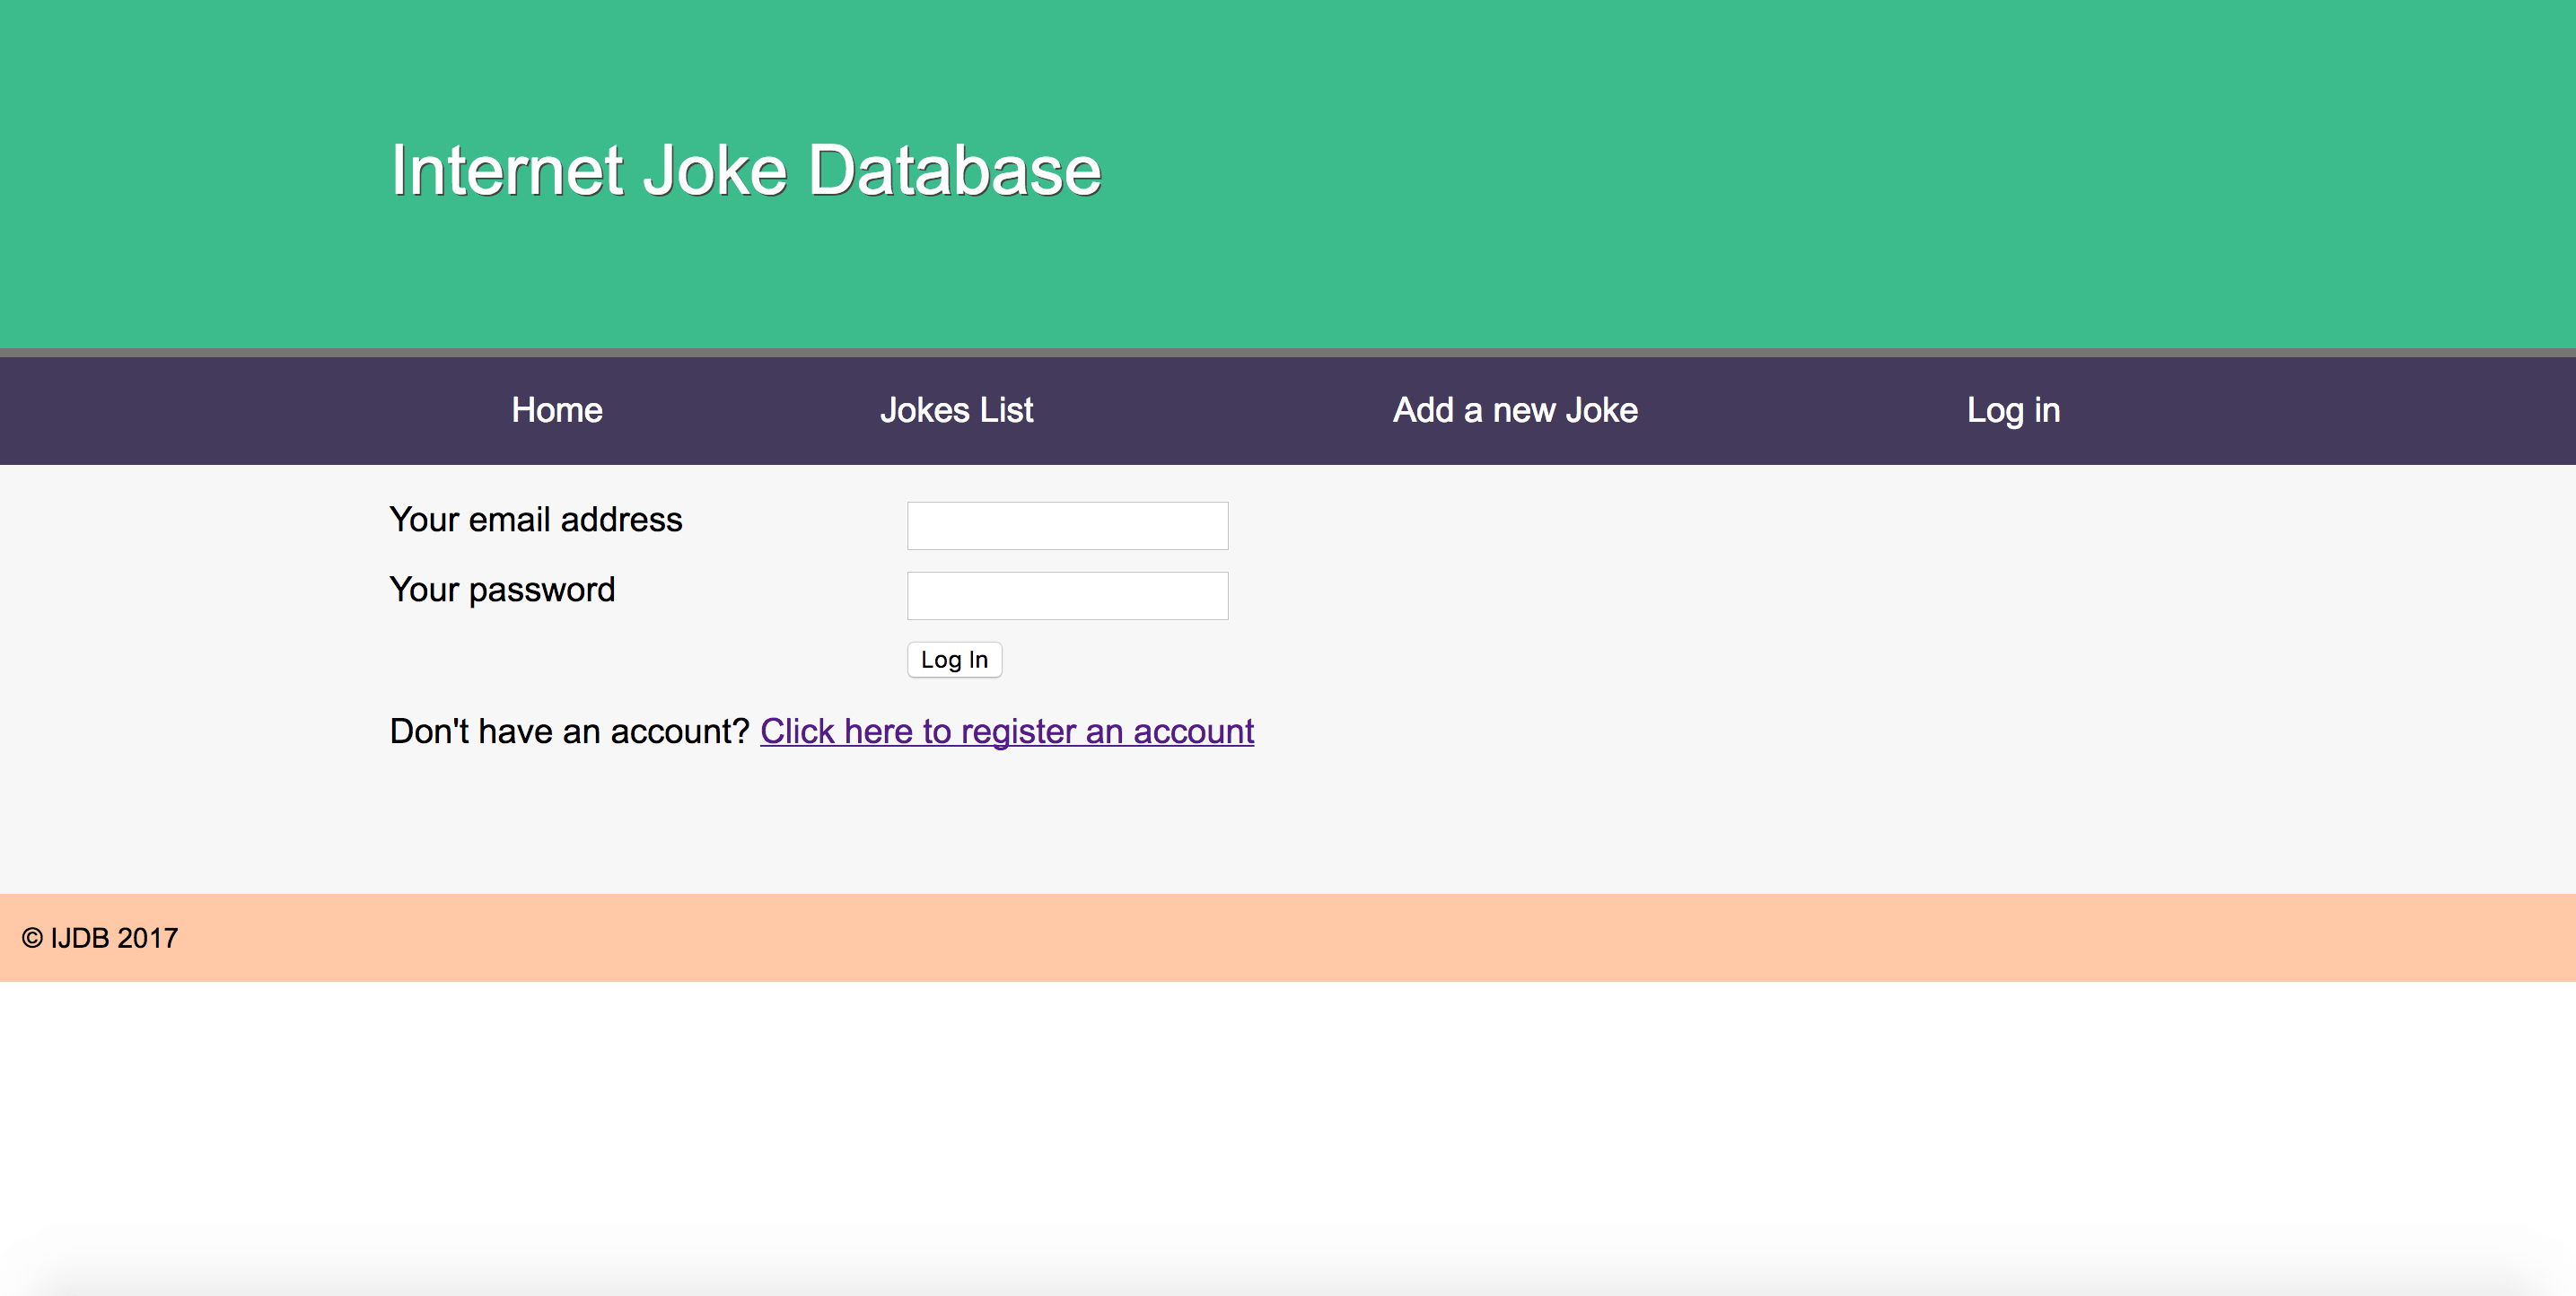 Internet Joke Database
Home Jokes List Add a new Joke Log in
Your email address
Your password
Log In
Don't have an account? Click here to register an account
© IJDB 2017